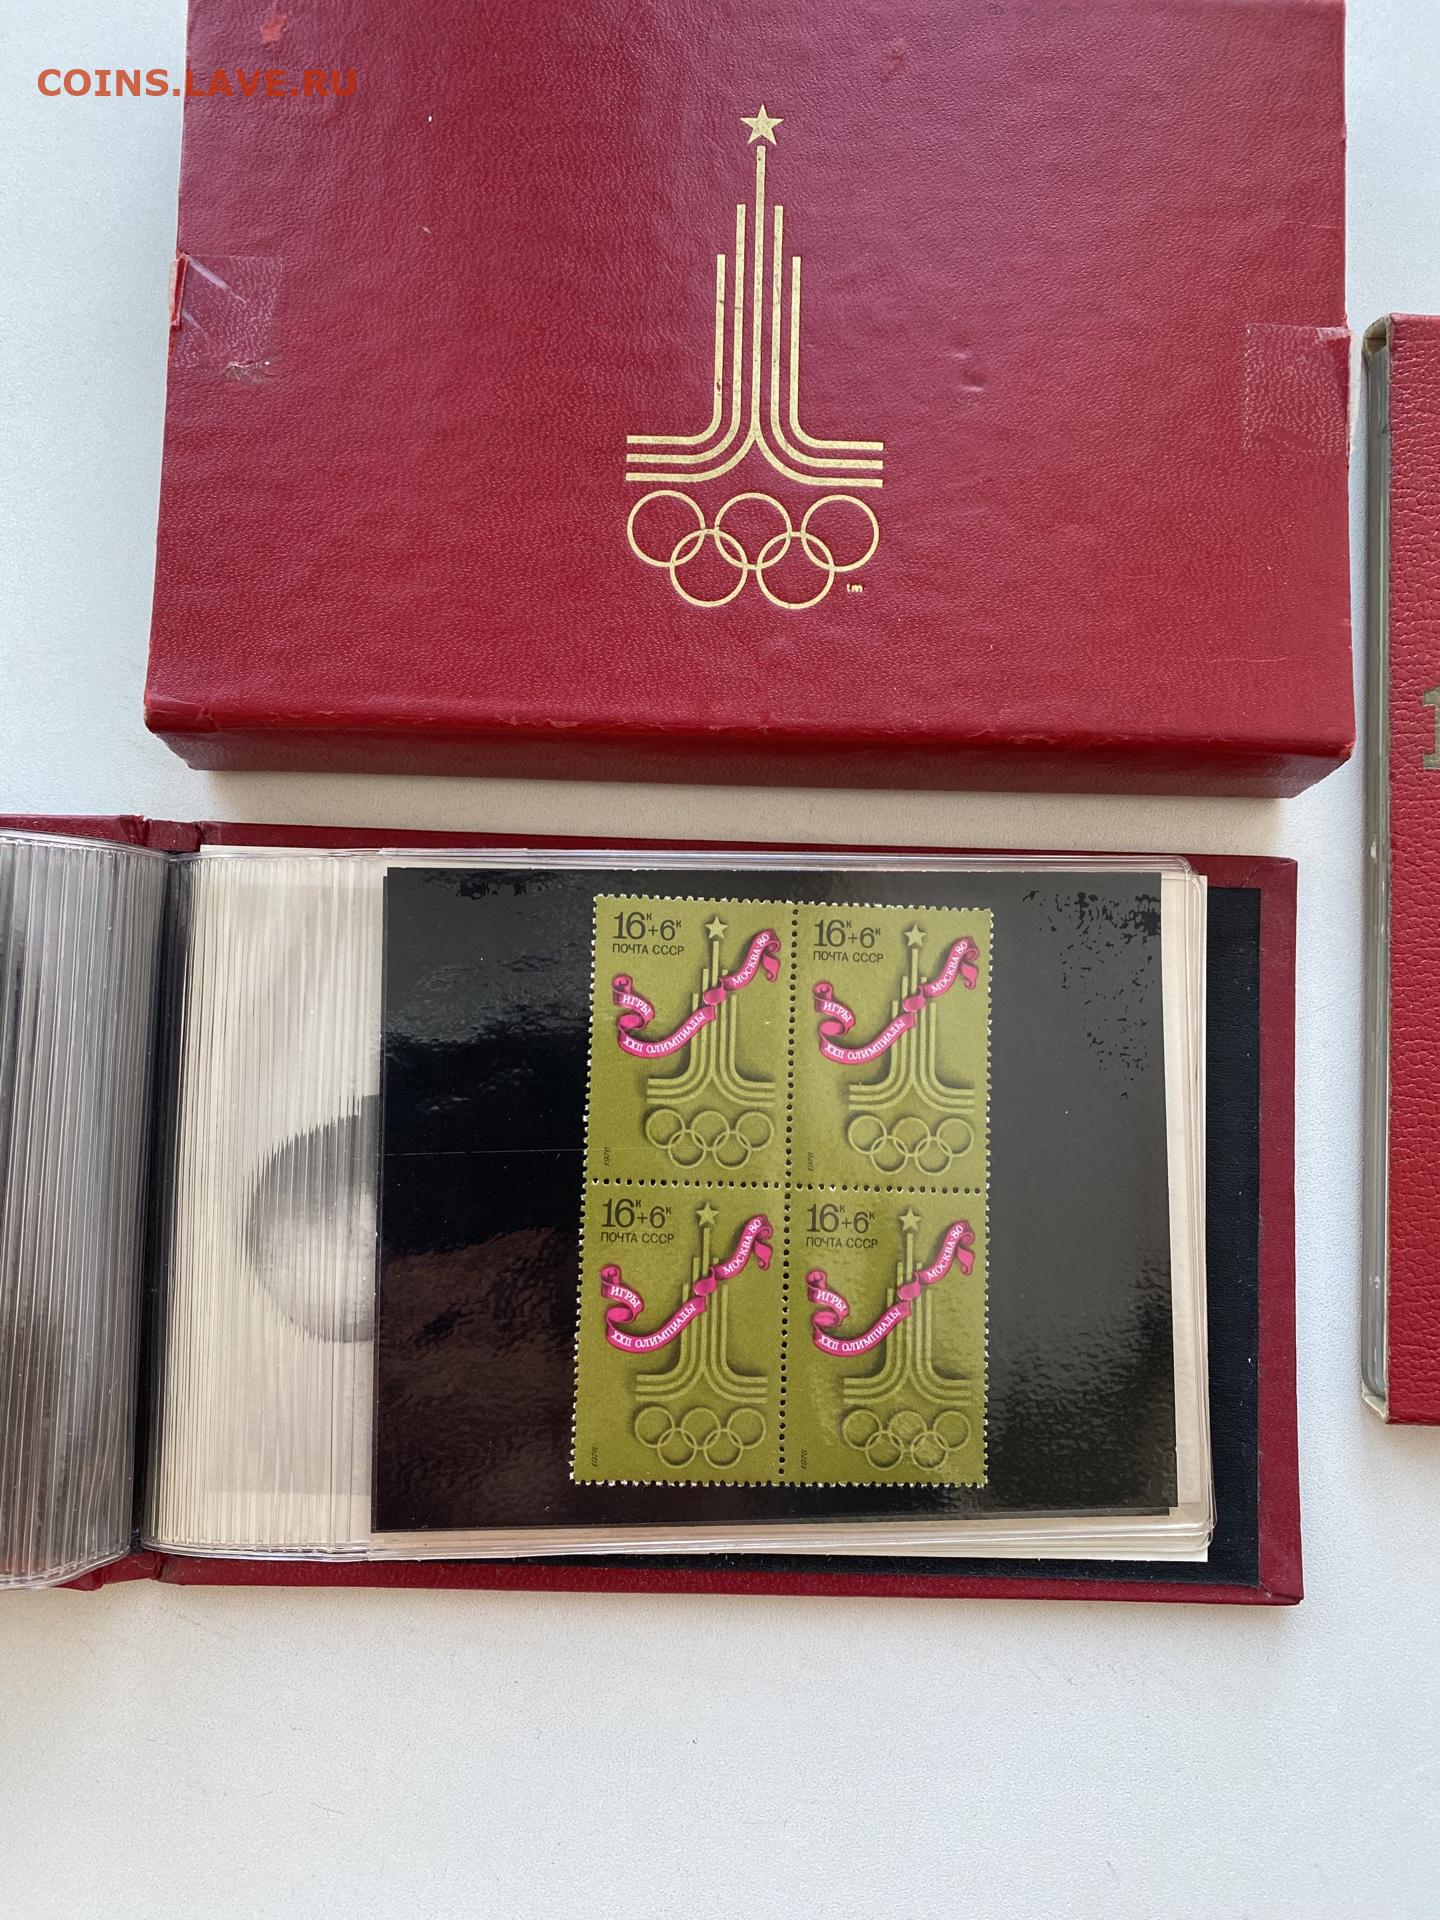 COINS.LAVE.RU
tm
16К+6К
ПОЧТА СССР
ИГРЫ
XXII ОЛИМПИАДЫ
МОСКВА·80
1976
16К+6К
ПОЧТА СССР
ИГРЫ
XXII ОЛИМПИАДЫ
МОСКВА·80
1976
16К+6К
ПОЧТА СССР
ИГРЫ
XXII ОЛИМПИАДЫ
МОСКВА·80
1976
16К+6К
ПОЧТА СССР
ИГРЫ
XXII ОЛИМПИАДЫ
МОСКВА·80
1976